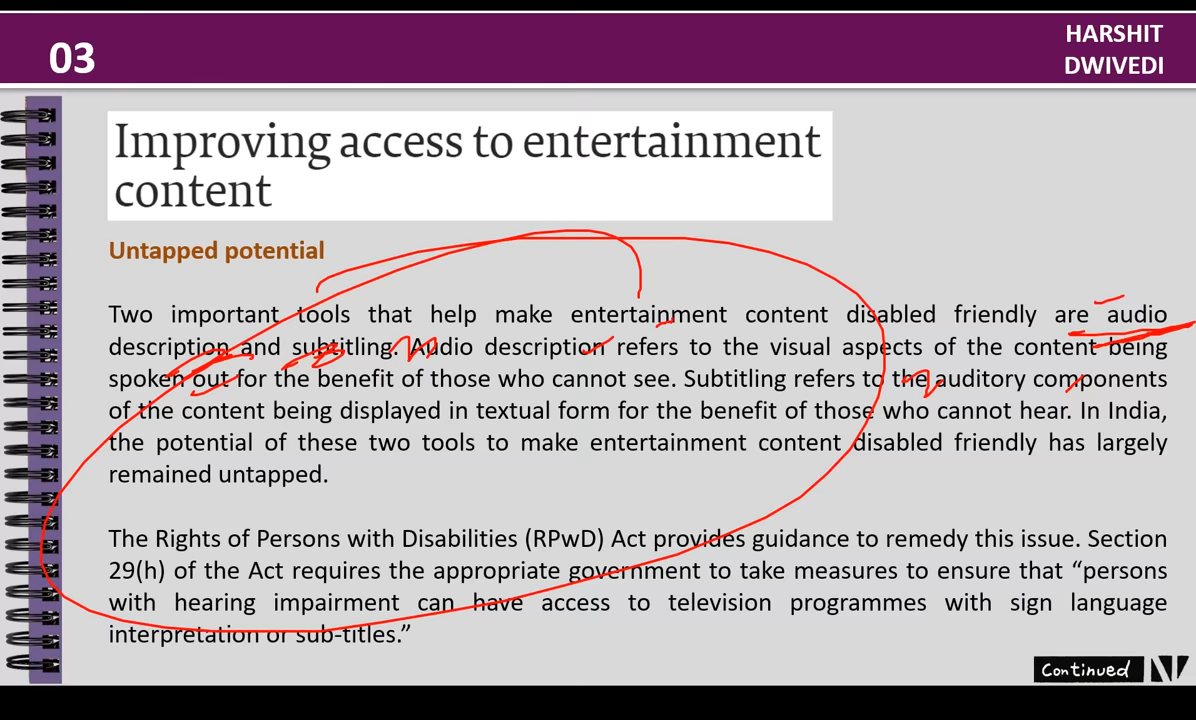 03
HARSHIT
DWIVEDI
Improving access to entertainment
content
Untapped potential
Two important tools that help make entertainment content disabled friendly are audio
description and subtitling. Audio description refers to the visual aspects of the content being
spoken out for the benefit of those who cannot see. Subtitling refers to the auditory components
of the content being displayed in textual form for the benefit of those who cannot hear. In India,
the potential of these two tools to make entertainment content disabled friendly has largely
remained untapped.
The Rights of Persons with Disabilities (RPwD) Act provides guidance to remedy this issue. Section
29(h) of the Act requires the appropriate government to take measures to ensure that “persons
with hearing impairment can have access to television programmes with sign language
interpretation or sub-titles.”
Continued